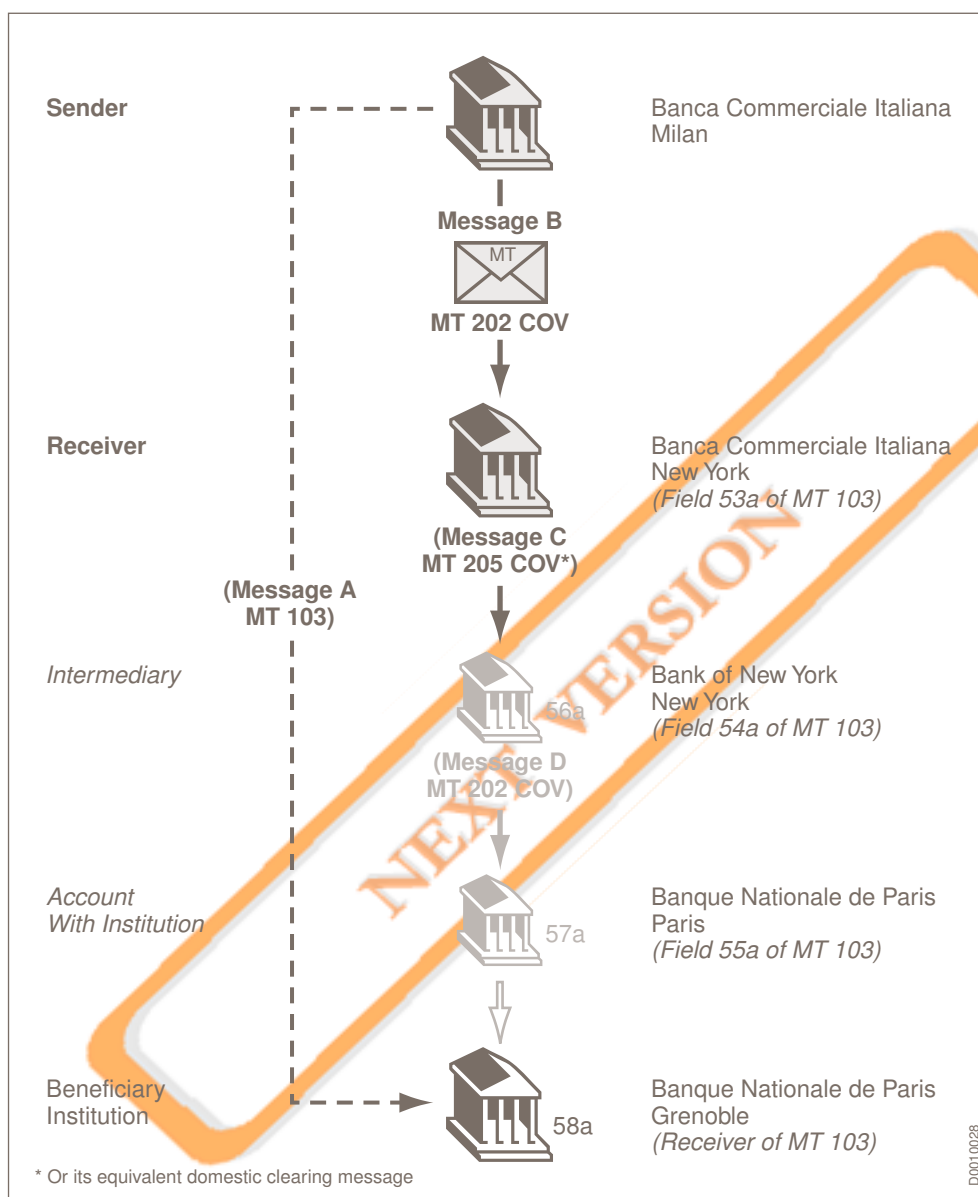 Sender
Banca Commerciale Italiana
Milan
Message B
MT
MT 202 COV
Receiver
Banca Commerciale Italiana
New York
(Field 53a of MT 103)
(Message C
MT 205 COV*)
(Message A
MT 103)
Intermediary
56a
Bank of New York
New York
(Field 54a of MT 103)
(Message D
MT 202 COV)
NEXT VERSION
Account
With Institution
57a
Banque Nationale de Paris
Paris
(Field 55a of MT 103)
Beneficiary
Institution
58a
Banque Nationale de Paris
Grenoble
(Receiver of MT 103)
* Or its equivalent domestic clearing message
D0010028